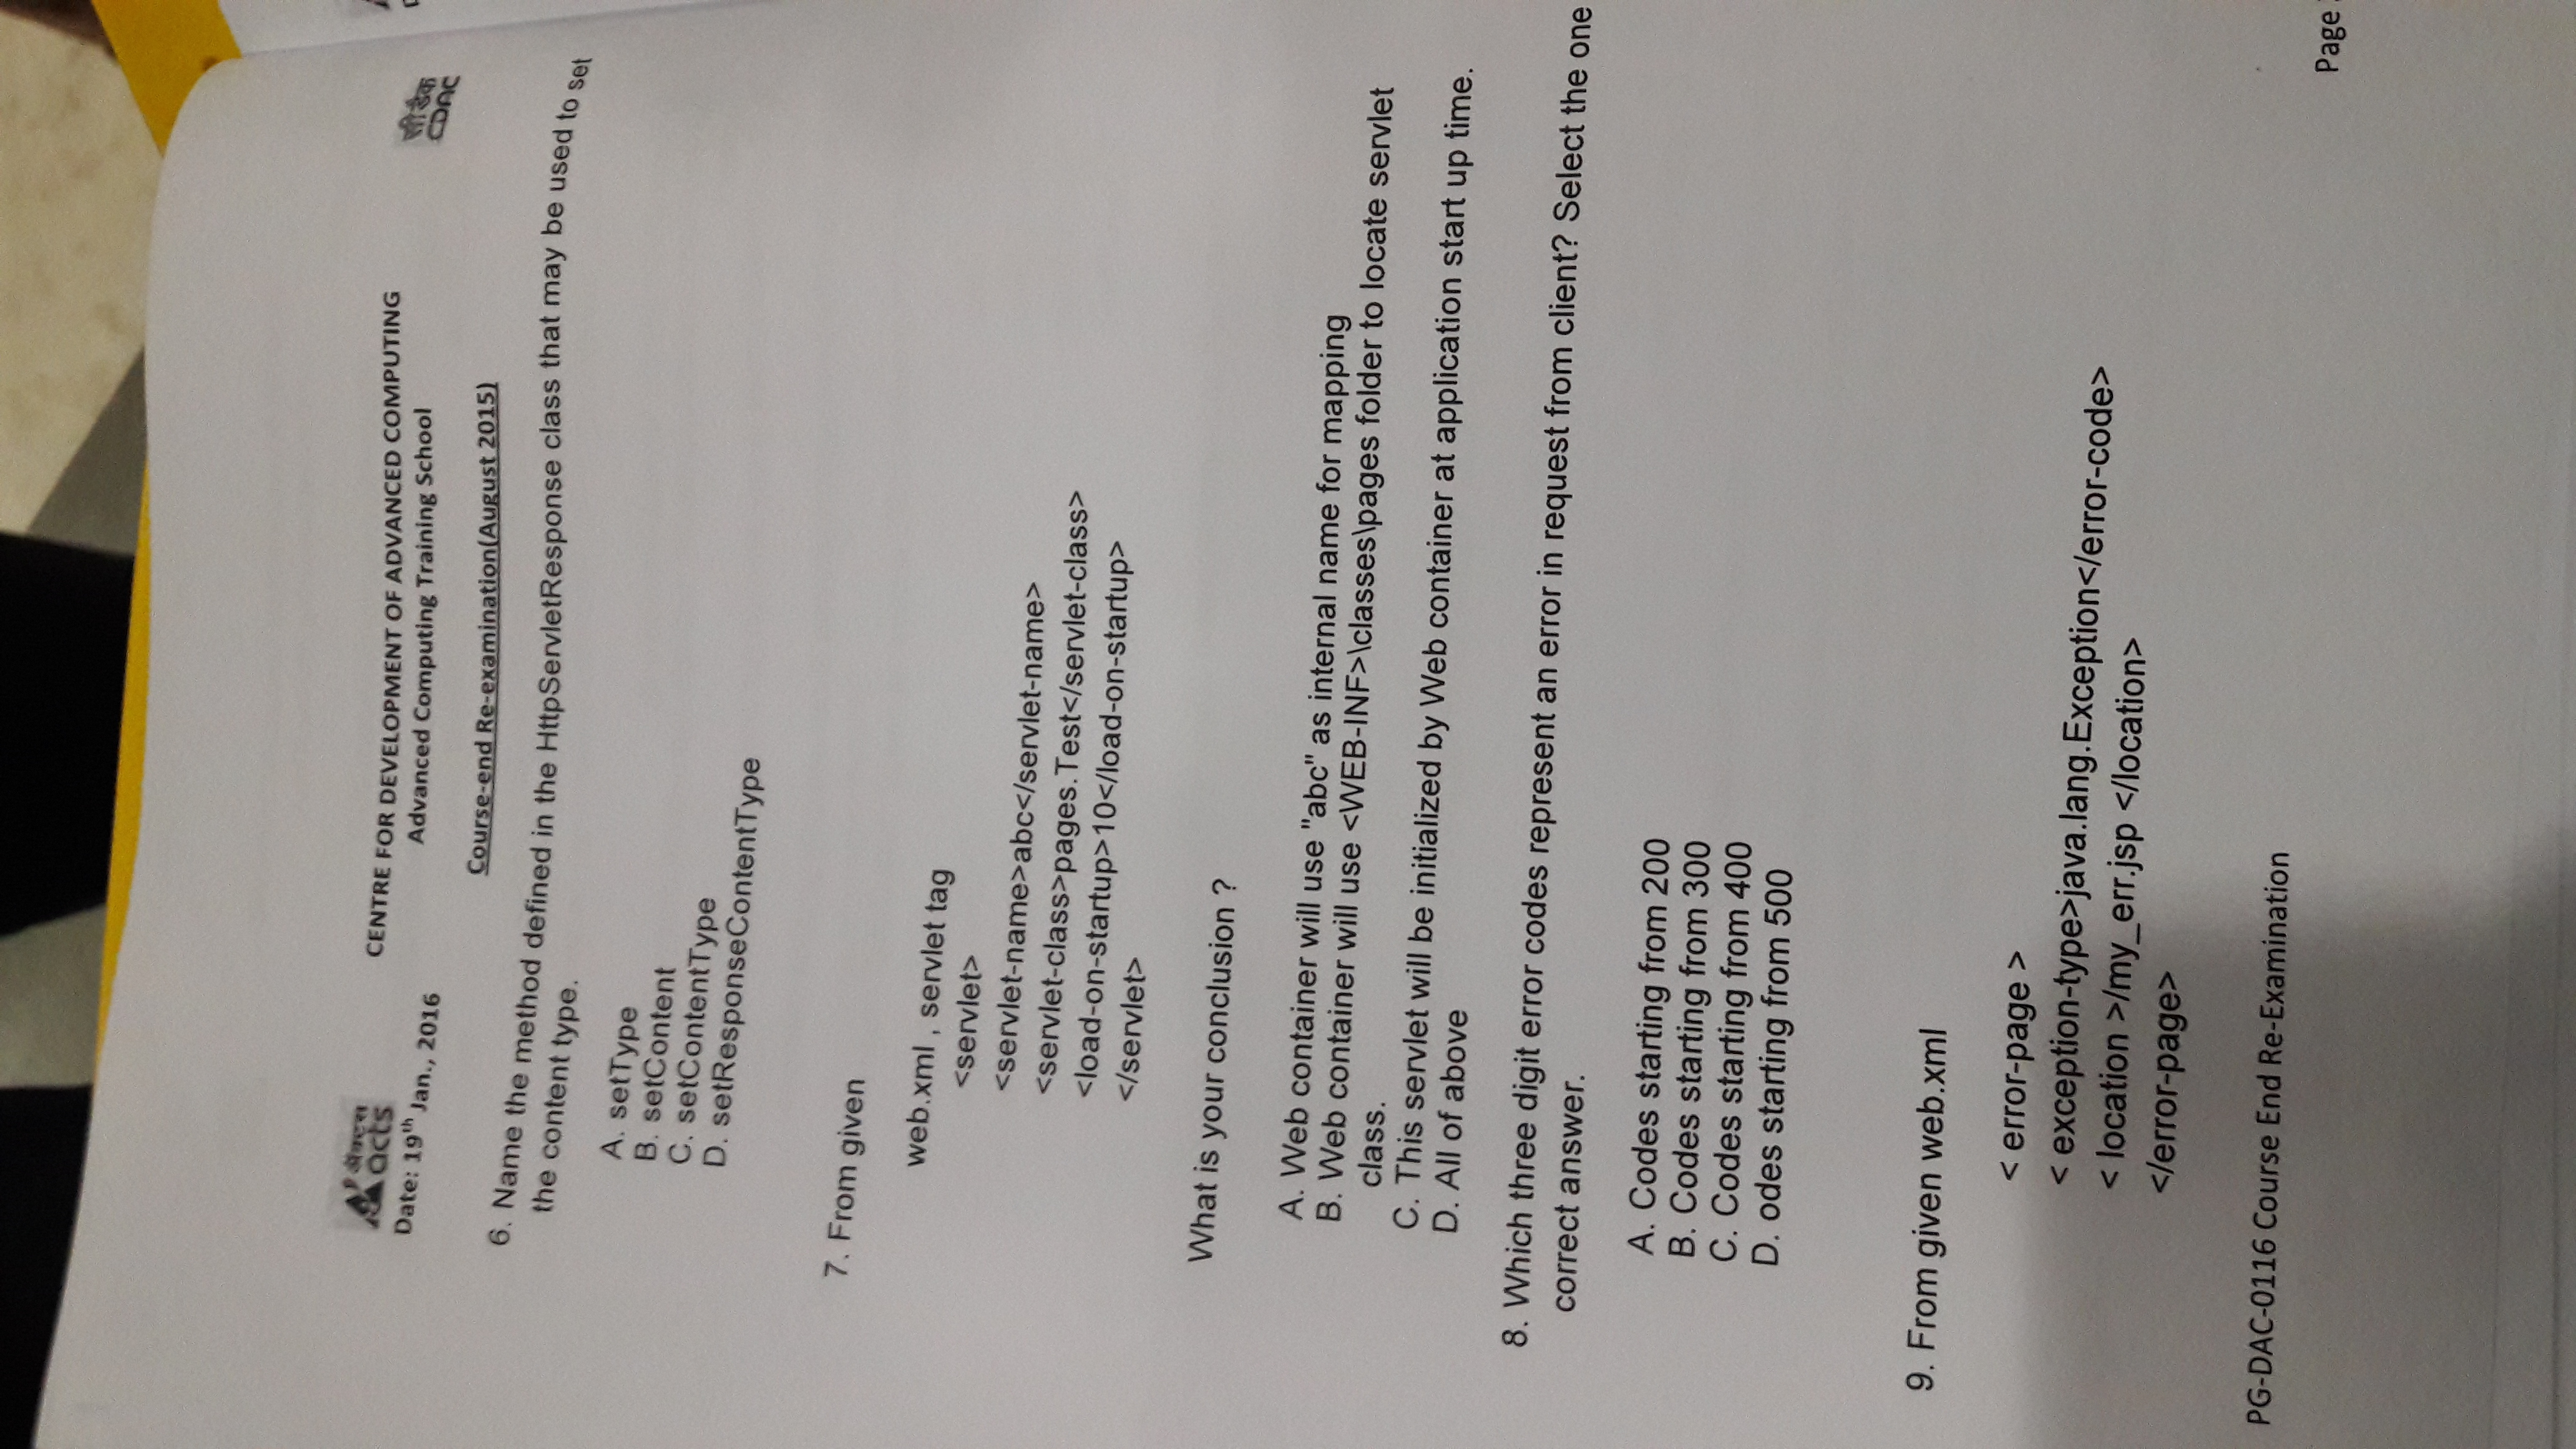 अ‍ॅक्टस
acts
CENTRE FOR DEVELOPMENT OF ADVANCED COMPUTING
Date: 19th Jan., 2016
Advanced Computing Training School
सी डैक
CDAC
Course-end Re-examination(August 2015)
6. Name the method defined in the HttpServletResponse class that may be used to set
the content type.
A. setType
B. setContent
C. setContentType
D. setResponseContentType
7. From given
web.xml , servlet tag
<servlet>
<servlet-name>abc</servlet-name>
<servlet-class>pages.Test</servlet-class>
<load-on-startup>10</load-on-startup>
</servlet>
What is your conclusion ?
A. Web container will use "abc" as internal name for mapping
B. Web container will use <WEB-INF>\classes\pages folder to locate servlet
class.
C. This servlet will be initialized by Web container at application start up time.
D. All of above
8. Which three digit error codes represent an error in request from client? Select the one
correct answer.
A. Codes starting from 200
B. Codes starting from 300
C. Codes starting from 400
D. odes starting from 500
9. From given web.xml
< error-page >
< exception-type>java.lang.Exception</error-code>
< location >/my_err.jsp </location>
</error-page>
PG-DAC-0116 Course End Re-Examination
Page